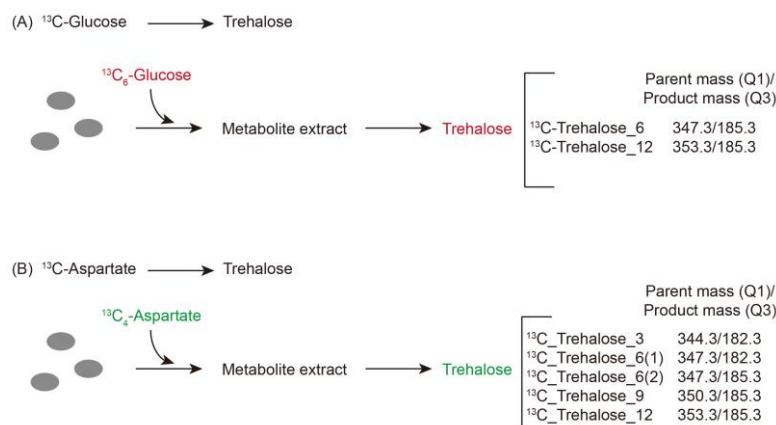 (A) ¹³C-Glucose Trehalose
¹³C₆-Glucose
Metabolite extract Trehalose
Parent mass (Q1)/
Product mass (Q3)
¹³C-Trehalose_6 347.3/185.3
¹³C-Trehalose_12 353.3/185.3
(B) ¹³C-Aspartate Trehalose
¹³C₄-Aspartate
Metabolite extract Trehalose
Parent mass (Q1)/
Product mass (Q3)
¹³C_Trehalose_3 344.3/182.3
¹³C_Trehalose_6(1) 347.3/182.3
¹³C_Trehalose_6(2) 347.3/185.3
¹³C_Trehalose_9 350.3/185.3
¹³C_Trehalose_12 353.3/185.3